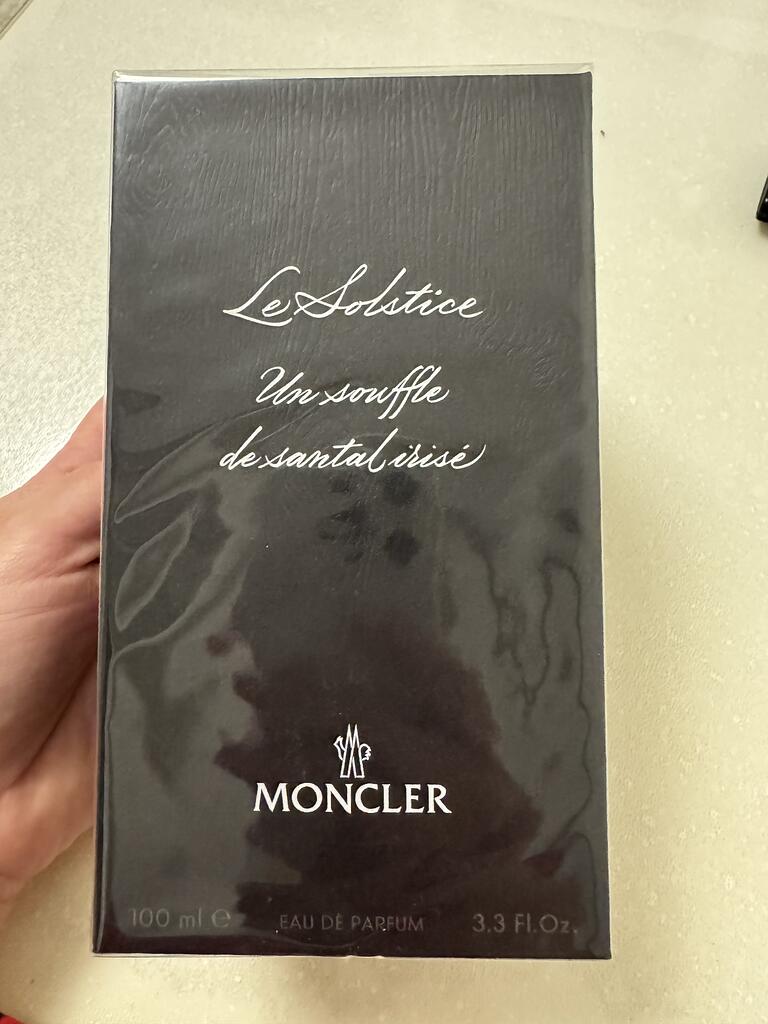 Le Solstice
Un souffle
de santal irisé
MONCLER
100 ml ℮ EAU DE PARFUM 3.3 Fl.Oz.